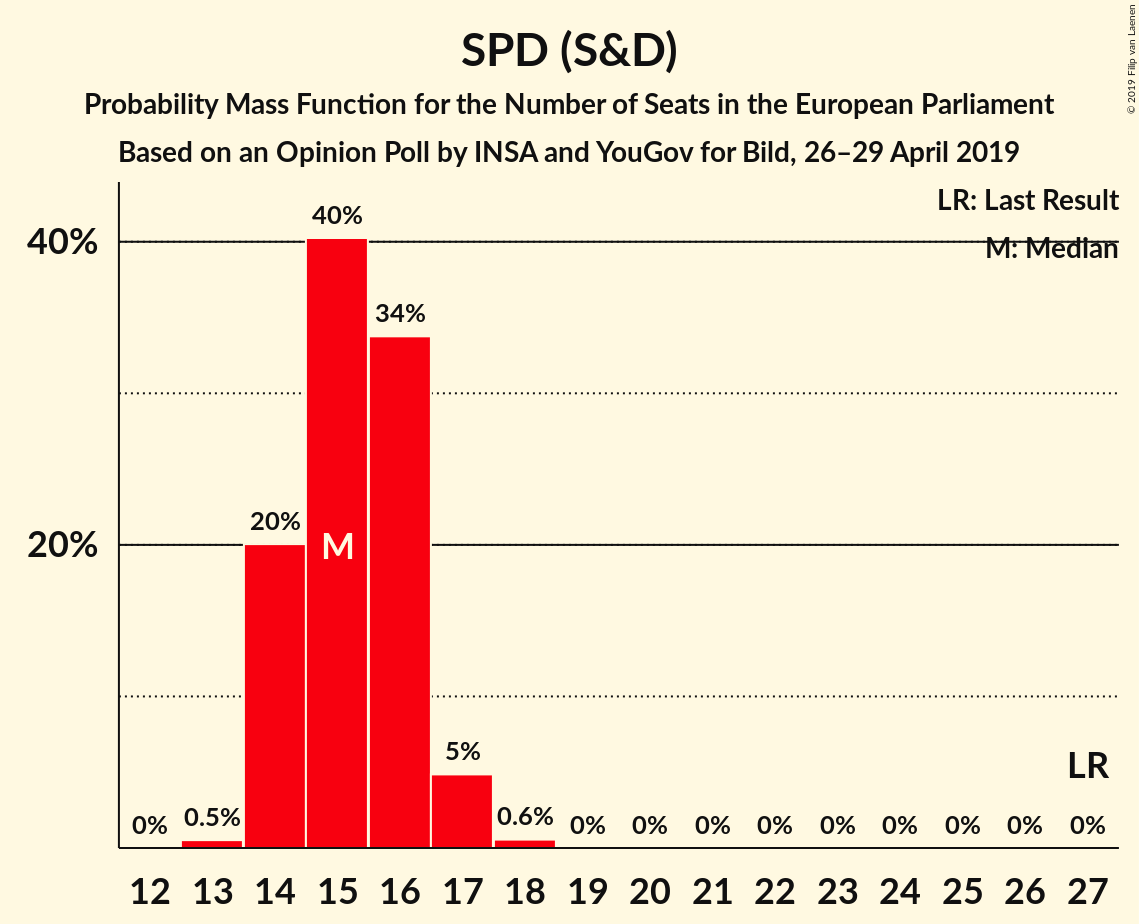 © 2019 Filip van Laenen
SPD (S&D)
Probability Mass Function for the Number of Seats in the European Parliament
Based on an Opinion Poll by INSA and YouGov for Bild, 26–29 April 2019
LR: Last Result
M: Median
40%
20%
0% 0.5% 20% 40% 34% 5% 0.6% 0% 0% 0% 0% 0% 0% 0% 0% 0%
M
LR
12 13 14 15 16 17 18 19 20 21 22 23 24 25 26 27